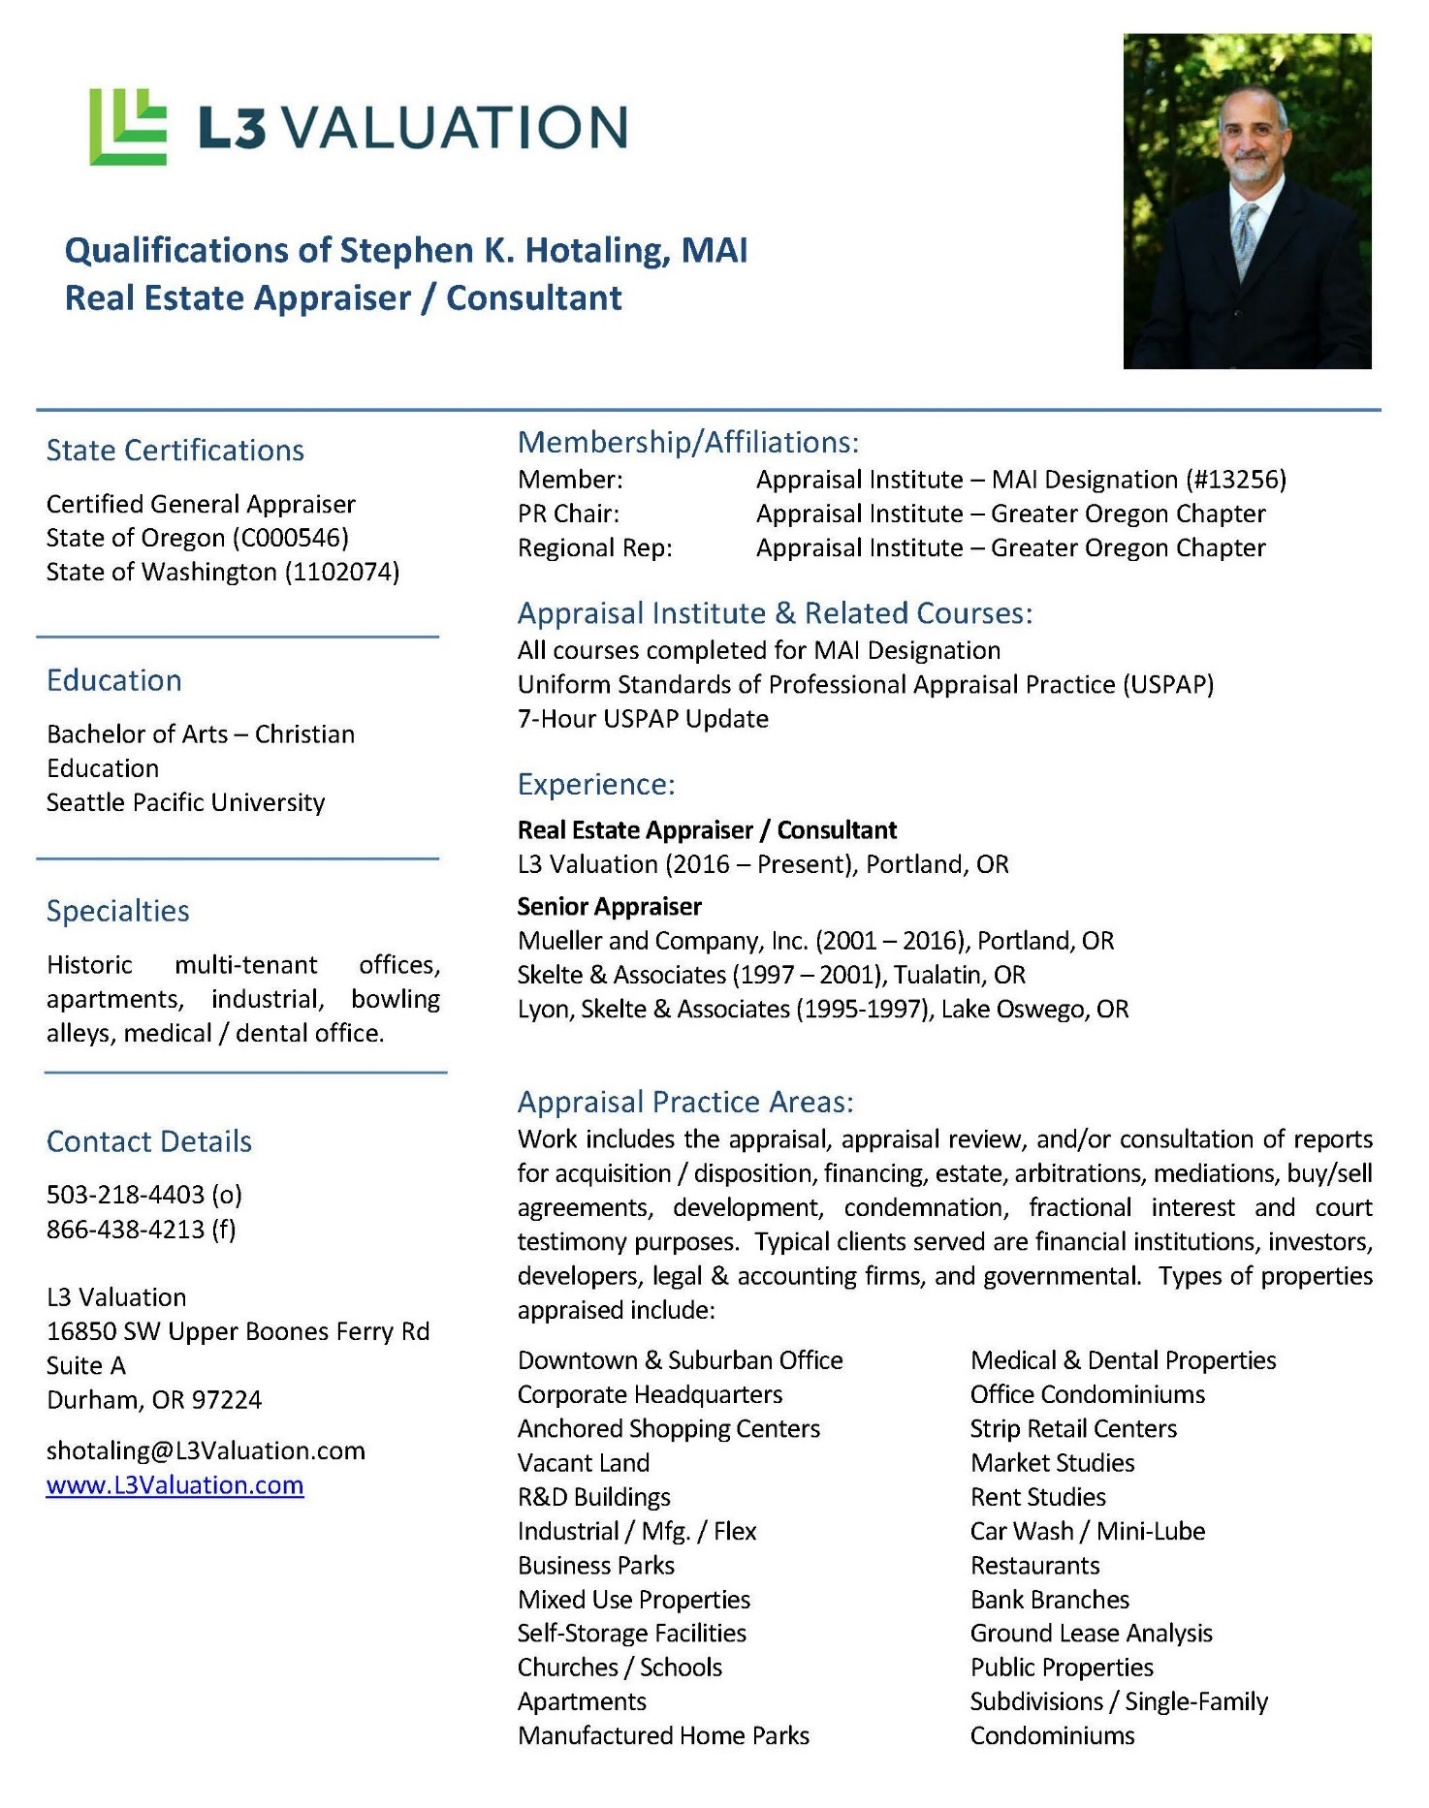 L3 VALUATION
Qualifications of Stephen K. Hotaling, MAI
Real Estate Appraiser / Consultant
State Certifications
Certified General Appraiser
State of Oregon (C000546)
State of Washington (1102074)
Education
Bachelor of Arts – Christian
Education
Seattle Pacific University
Specialties
Historic multi-tenant offices,
apartments, industrial, bowling
alleys, medical / dental office.
Contact Details
503-218-4403 (o)
866-438-4213 (f)
L3 Valuation
16850 SW Upper Boones Ferry Rd
Suite A
Durham, OR 97224
shotaling@L3Valuation.com
www.L3Valuation.com
Membership/Affiliations:
Member: Appraisal Institute – MAI Designation (#13256)
PR Chair: Appraisal Institute – Greater Oregon Chapter
Regional Rep: Appraisal Institute – Greater Oregon Chapter
Appraisal Institute & Related Courses:
All courses completed for MAI Designation
Uniform Standards of Professional Appraisal Practice (USPAP)
7-Hour USPAP Update
Experience:
Real Estate Appraiser / Consultant
L3 Valuation (2016 – Present), Portland, OR
Senior Appraiser
Mueller and Company, Inc. (2001 – 2016), Portland, OR
Skelte & Associates (1997 – 2001), Tualatin, OR
Lyon, Skelte & Associates (1995-1997), Lake Oswego, OR
Appraisal Practice Areas:
Work includes the appraisal, appraisal review, and/or consultation of reports
for acquisition / disposition, financing, estate, arbitrations, mediations, buy/sell
agreements, development, condemnation, fractional interest and court
testimony purposes. Typical clients served are financial institutions, investors,
developers, legal & accounting firms, and governmental. Types of properties
appraised include:
Downtown & Suburban Office
Corporate Headquarters
Anchored Shopping Centers
Vacant Land
R&D Buildings
Industrial / Mfg. / Flex
Business Parks
Mixed Use Properties
Self-Storage Facilities
Churches / Schools
Apartments
Manufactured Home Parks
Medical & Dental Properties
Office Condominiums
Strip Retail Centers
Market Studies
Rent Studies
Car Wash / Mini-Lube
Restaurants
Bank Branches
Ground Lease Analysis
Public Properties
Subdivisions / Single-Family
Condominiums